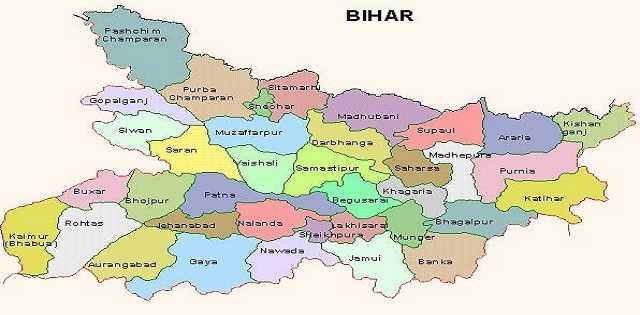 BIHAR
Pashchim
Champaran
Purba
Champaran
Sitamarhi
Sheohar
Gopalganj
Siwan
Muzaffarpur
Madhubani
Darbhanga
Supaul
Araria
Kishan
ganj
Saran
Vaishali
Samastipur
Saharsa
Madhepura
Purnia
Katihar
Buxar
Bhojpur
Patna
Begusarai
Khagaria
Kaimur
(Bhabua)
Rohtas
Jehanabad
Nalanda
Sheikhpura
Lakhisarai
Munger
Bhagalpur
Aurangabad
Gaya
Nawada
Jamui
Banka